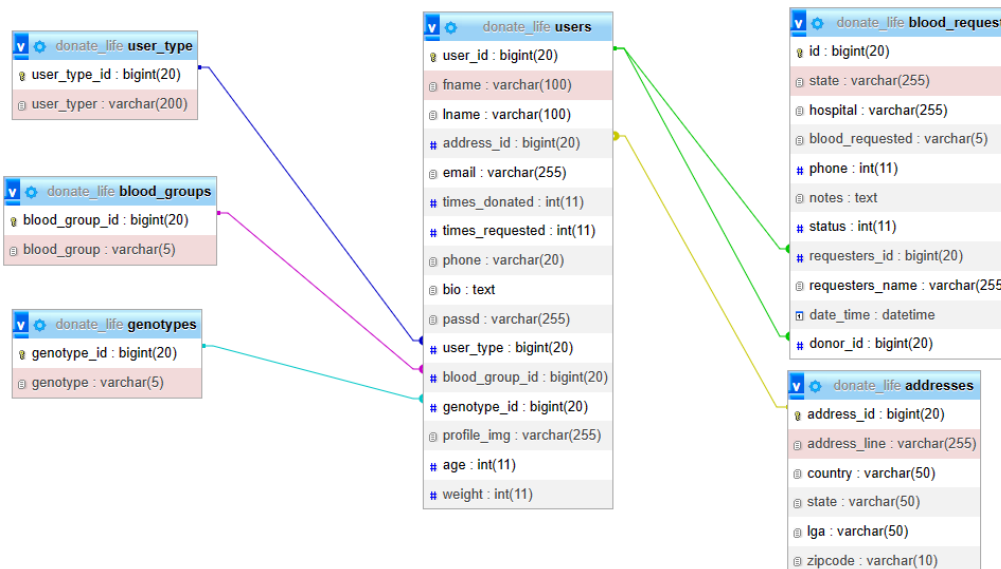 donate_life user_type
user_type_id : bigint(20)
user_typer : varchar(200)
donate_life blood_groups
blood_group_id : bigint(20)
blood_group : varchar(5)
donate_life genotypes
genotype_id : bigint(20)
genotype : varchar(5)
donate_life users
user_id : bigint(20)
fname : varchar(100)
lname : varchar(100)
address_id : bigint(20)
email : varchar(255)
times_donated : int(11)
times_requested : int(11)
phone : varchar(20)
bio : text
passd : varchar(255)
user_type : bigint(20)
blood_group_id : bigint(20)
genotype_id : bigint(20)
profile_img : varchar(255)
age : int(11)
weight : int(11)
donate_life blood_request
id : bigint(20)
state : varchar(255)
hospital : varchar(255)
blood_requested : varchar(5)
phone : int(11)
notes : text
status : int(11)
requesters_id : bigint(20)
requesters_name : varchar(255
date_time : datetime
donor_id : bigint(20)
donate_life addresses
address_id : bigint(20)
address_line : varchar(255)
country : varchar(50)
state : varchar(50)
lga : varchar(50)
zipcode : varchar(10)